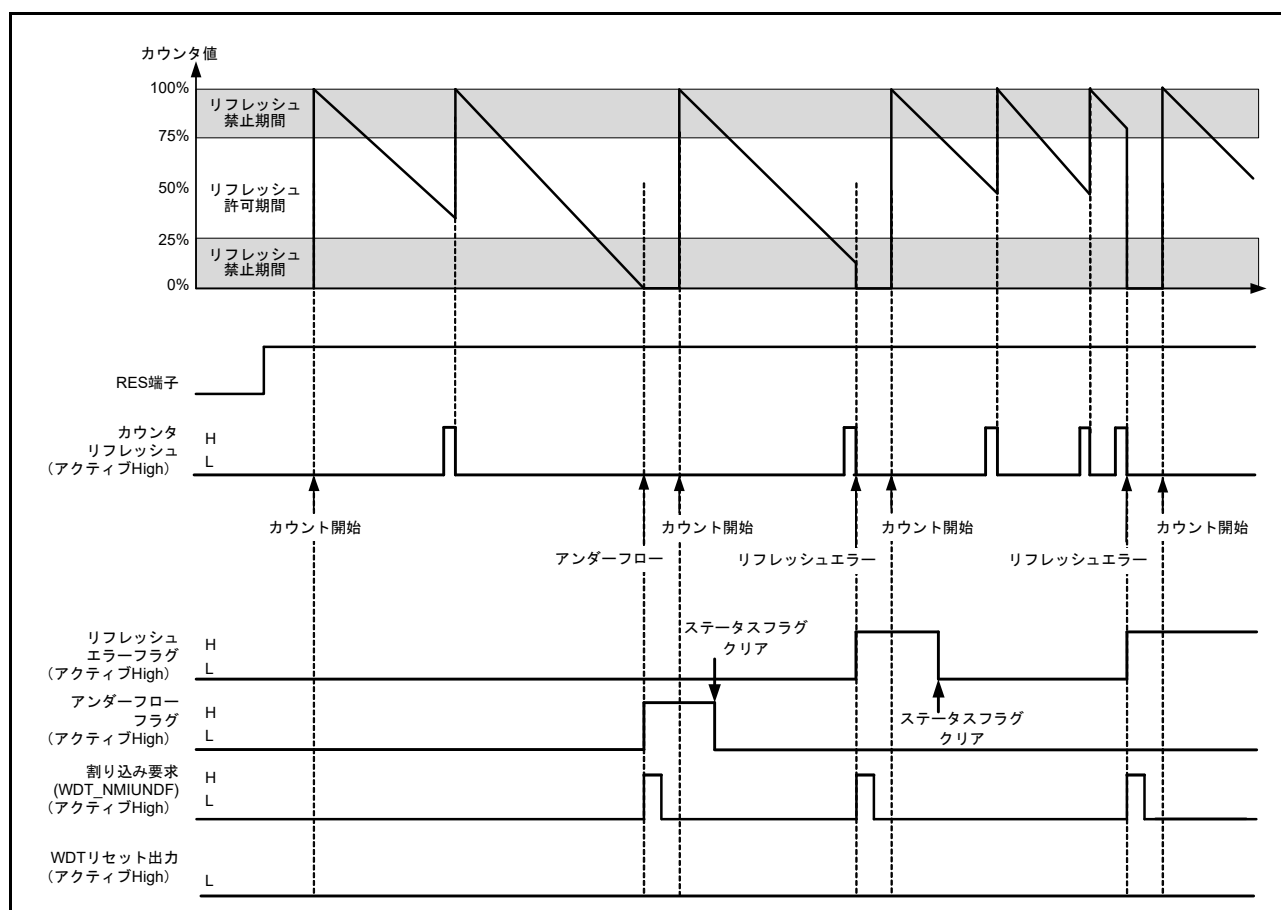 カウンタ値
100%
リフレッシュ
禁止期間
75%
50%
リフレッシュ
許可期間
25%
リフレッシュ
禁止期間
0%
RES端子
カウンタ
リフレッシュ
（アクティブHigh）
H
L
カウント開始
カウント開始
カウント開始
カウント開始
アンダーフロー
リフレッシュエラー
リフレッシュエラー
ステータスフラグ
クリア
リフレッシュ
エラーフラグ
（アクティブHigh）
H
L
アンダーフロー
フラグ
（アクティブHigh）
H
L
ステータスフラグ
クリア
割り込み要求
(WDT_NMIUNDF)
（アクティブHigh）
H
L
WDTリセット出力
（アクティブHigh）
L